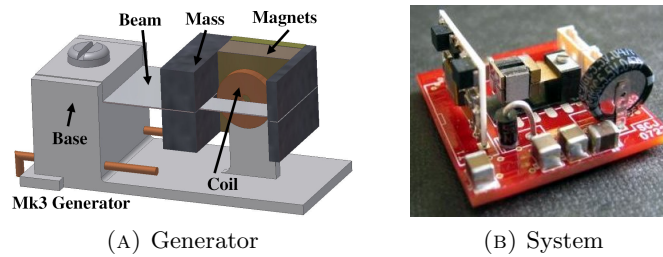 Beam
Mass
Magnets
Base
Coil
Mk3 Generator
(A) Generator
(B) System